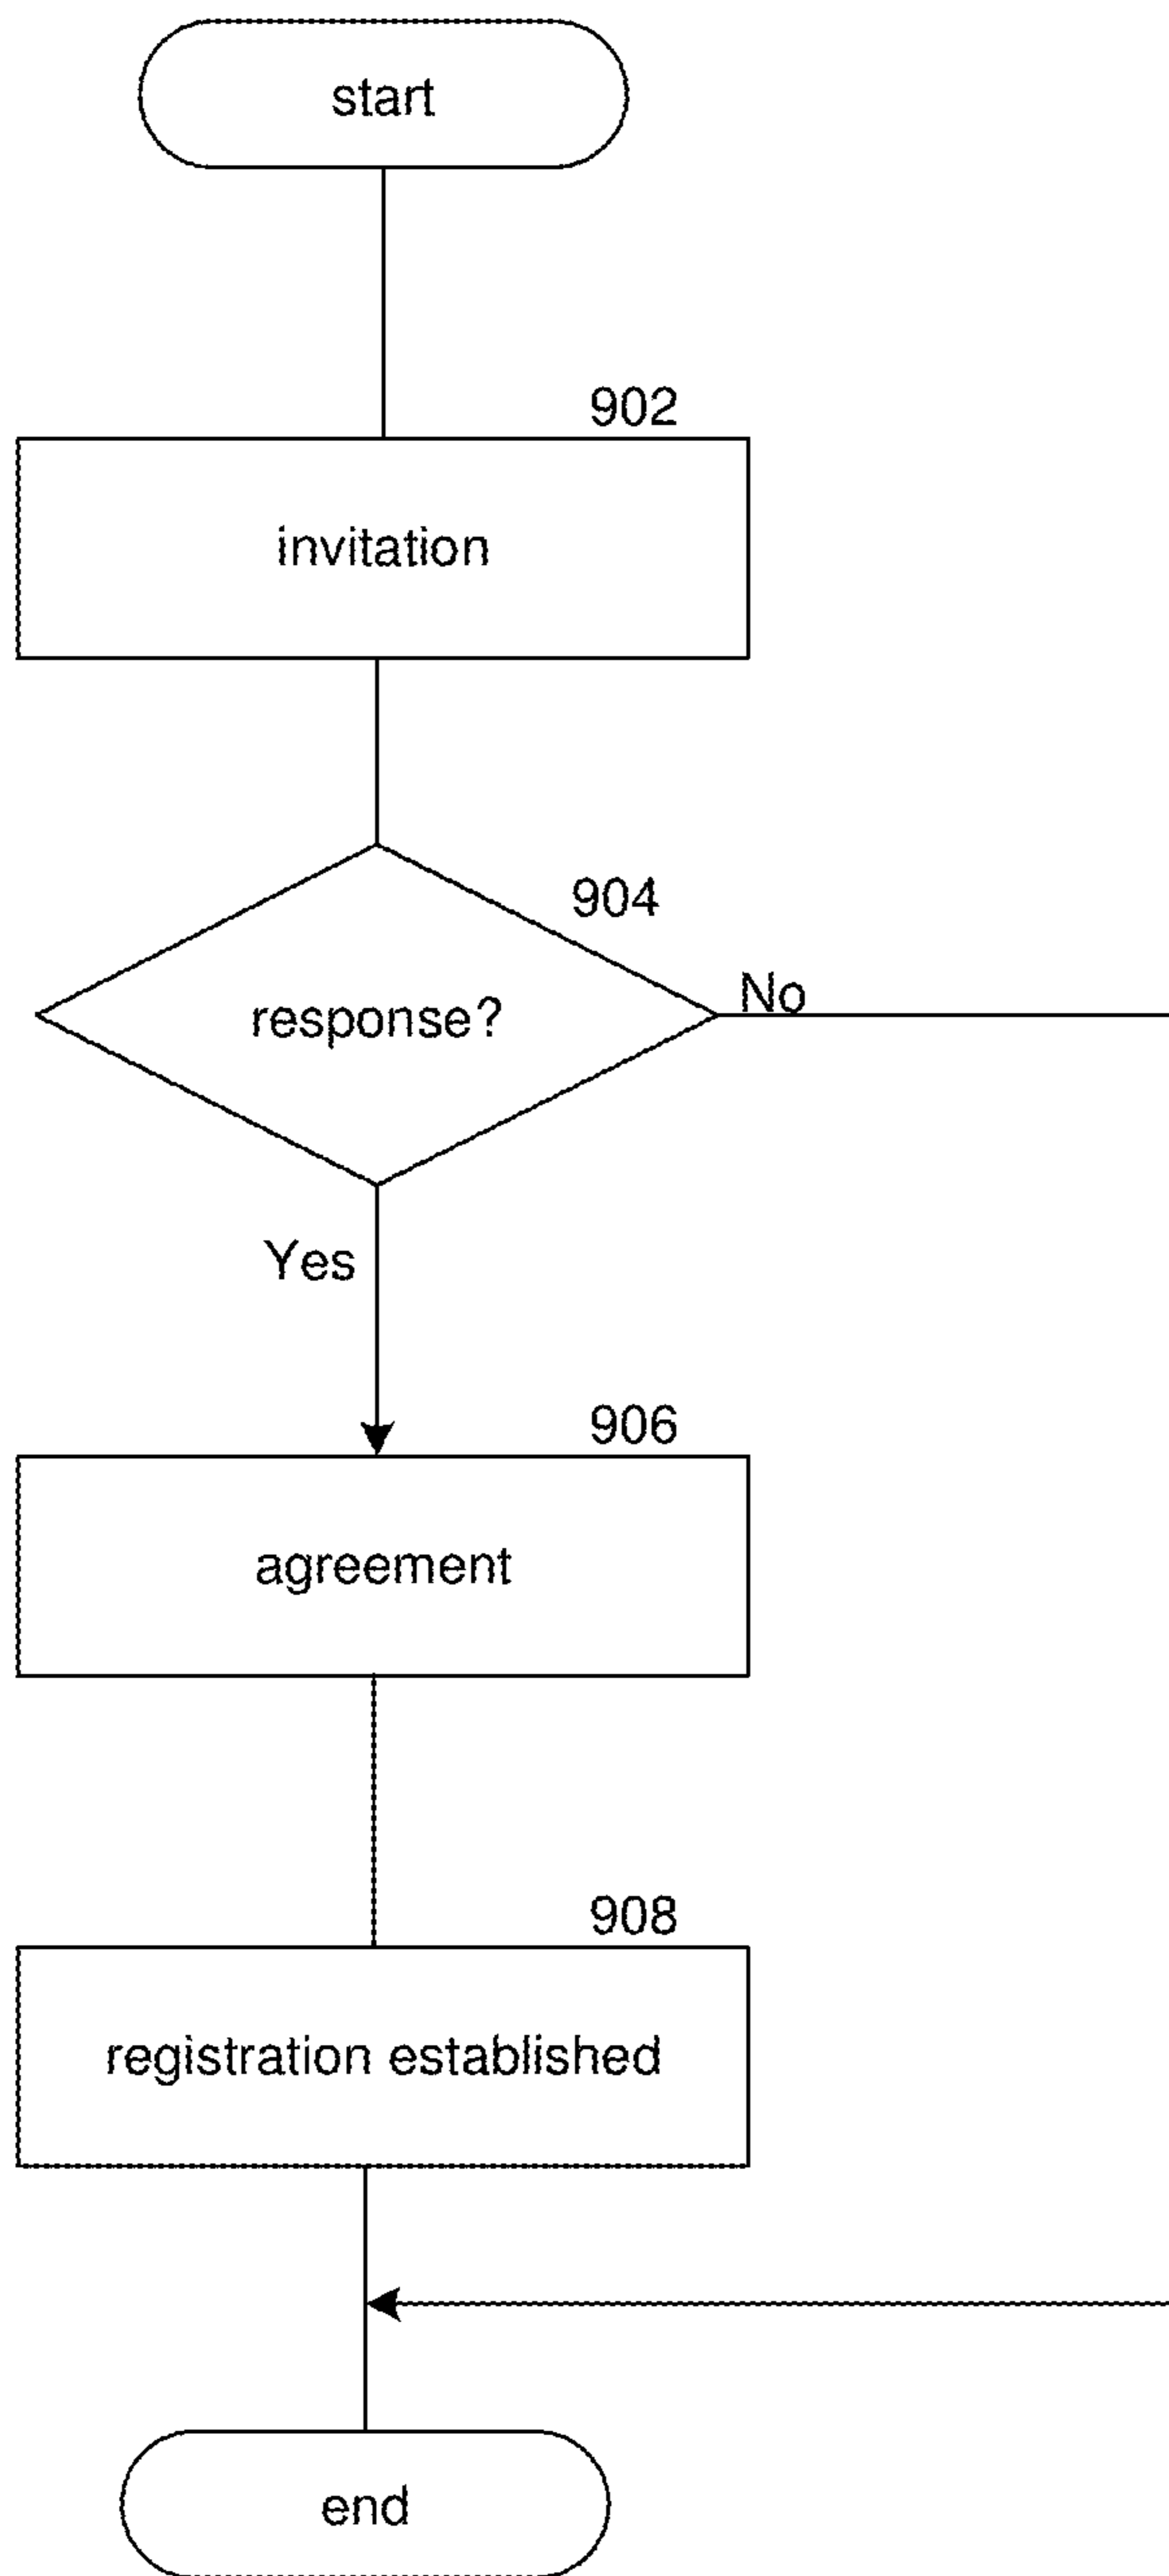 start
902
invitation
904
No
response?
Yes
906
agreement
908
registration established
end